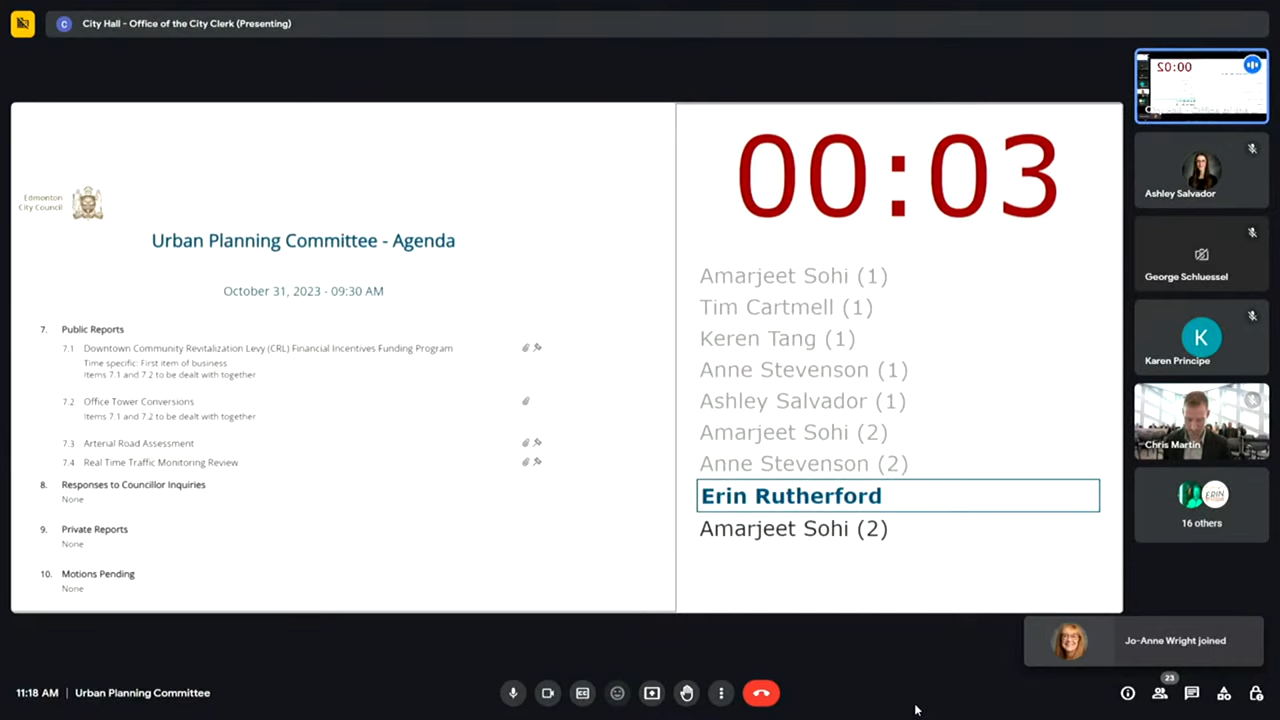 C City Hall - Office of the City Clerk (Presenting)
Edmonton
City Council
Urban Planning Committee - Agenda
October 31, 2023 - 09:30 AM
7. Public Reports
7.1 Downtown Community Revitalization Levy (CRL) Financial Incentives Funding Program
Time specific: First item of business
Items 7.1 and 7.2 to be dealt with together
7.2 Office Tower Conversions
Items 7.1 and 7.2 to be dealt with together
7.3 Arterial Road Assessment
7.4 Real Time Traffic Monitoring Review
8. Responses to Councillor Inquiries
None
9. Private Reports
None
10. Motions Pending
None
00:03
Amarjeet Sohi (1)
Tim Cartmell (1)
Keren Tang (1)
Anne Stevenson (1)
Ashley Salvador (1)
Amarjeet Sohi (2)
Anne Stevenson (2)
Erin Rutherford
Amarjeet Sohi (2)
00:02
Ashley Salvador
George Schluessel
K
Karen Principe
Chris Martin
ERIN
16 others
Jo-Anne Wright joined
11:18 AM | Urban Planning Committee
23